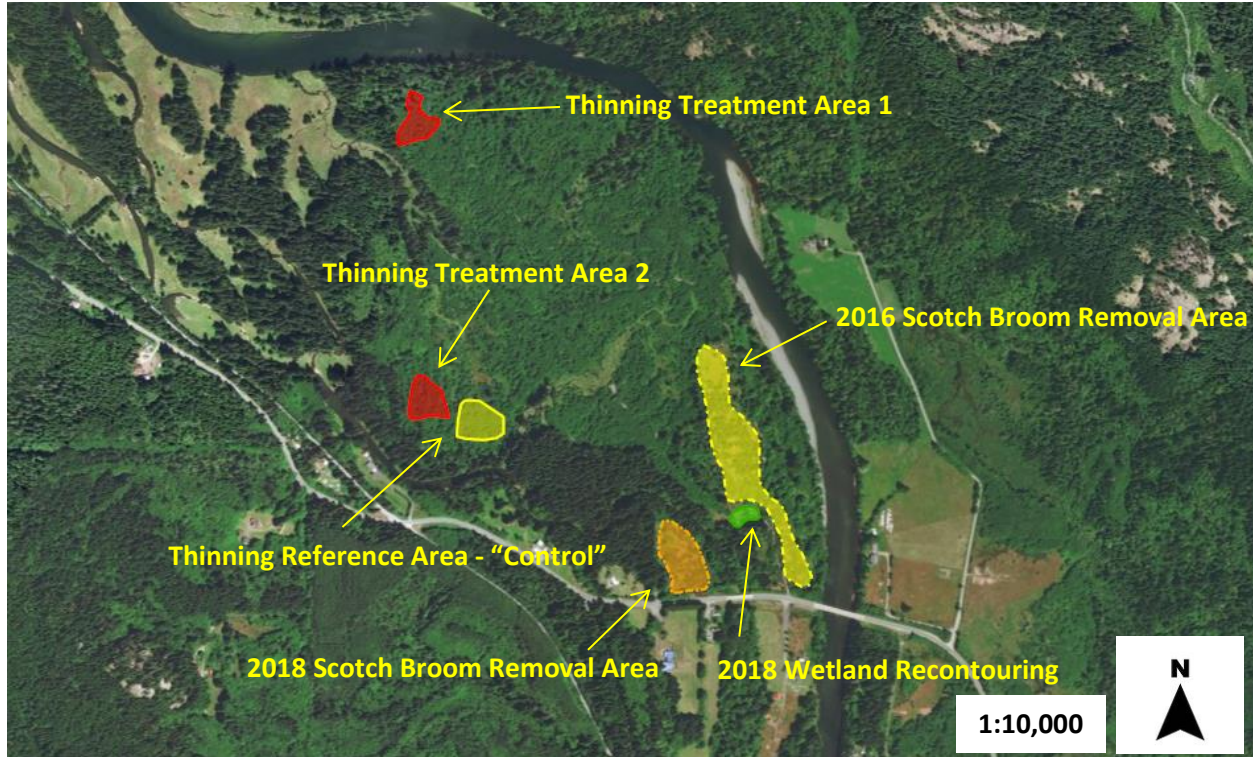 Thinning Treatment Area 1
Thinning Treatment Area 2
2016 Scotch Broom Removal Area
Thinning Reference Area - “Control”
2018 Scotch Broom Removal Area
2018 Wetland Recontouring
N
1:10,000